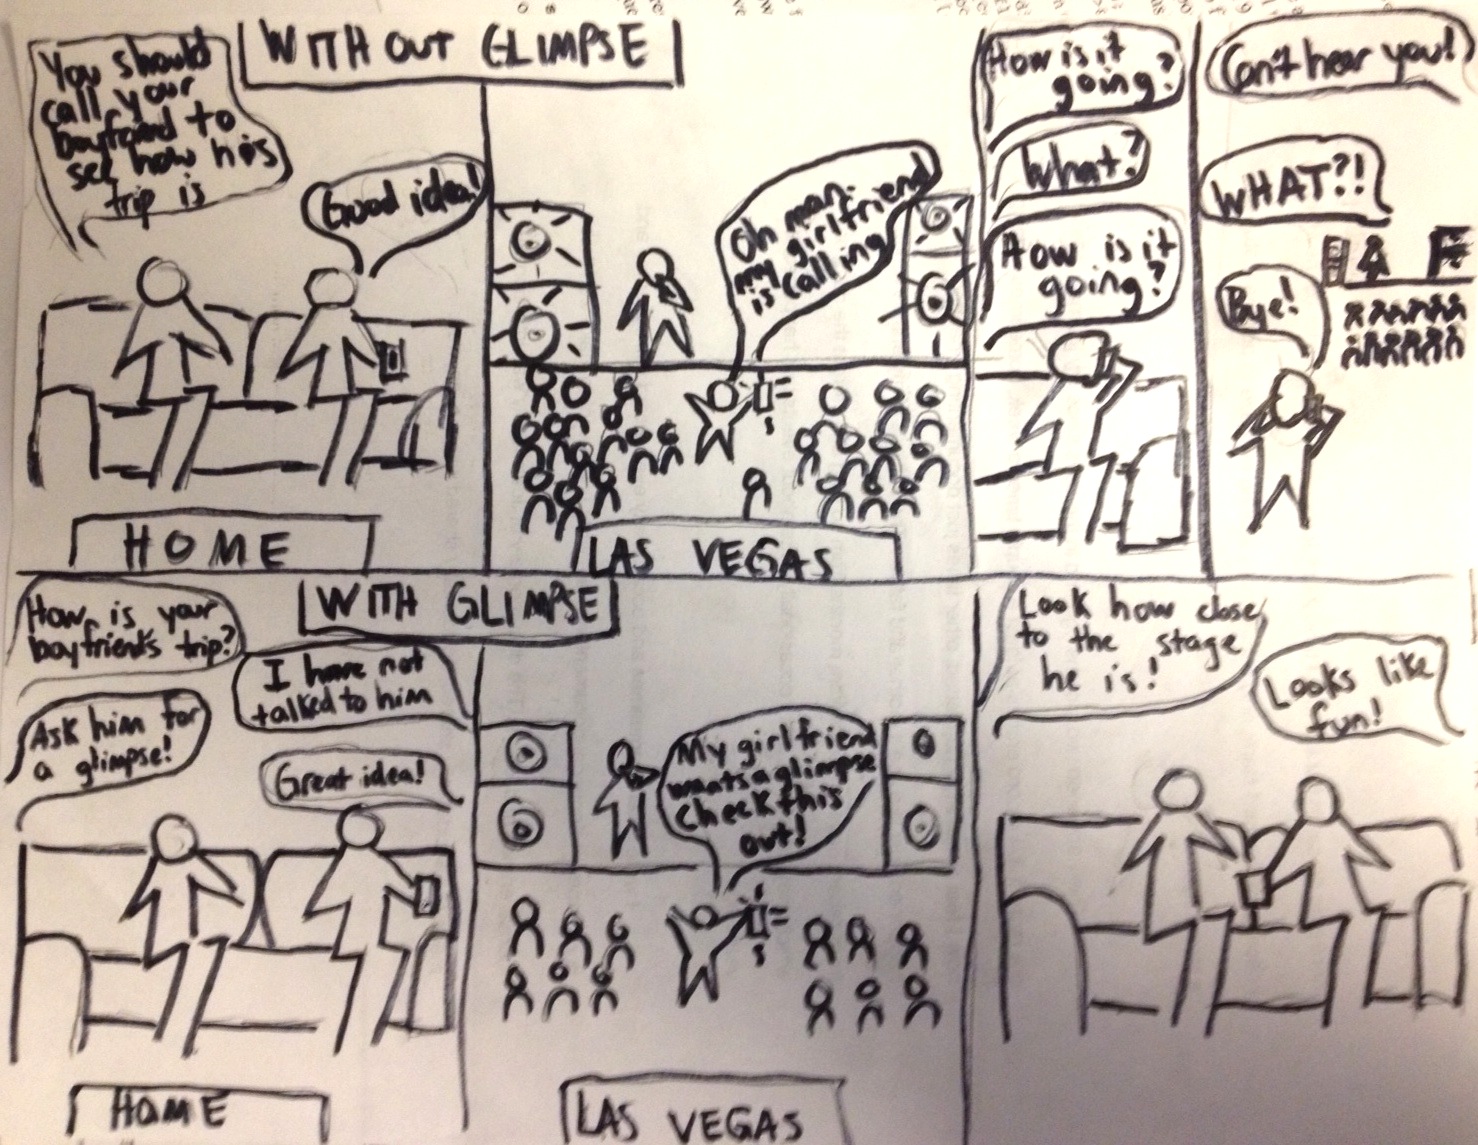 WITHOUT GLIMPSE
You should
call your
boyfriend to
see how his
trip is
Good idea!
HOME
Oh man.
my girlfriend
is calling
LAS VEGAS
How is it
going?
What?
How is it
going?
Can't hear you!
WHAT?!
Bye!
WITH GLIMPSE
How is your
boyfriend's trip?
I have not
talked to him
Ask him for
a glimpse!
Great idea!
HOME
My girlfriend
wants a glimpse
check this
out!
LAS VEGAS
Look how close
to the stage
he is!
Looks like
fun!